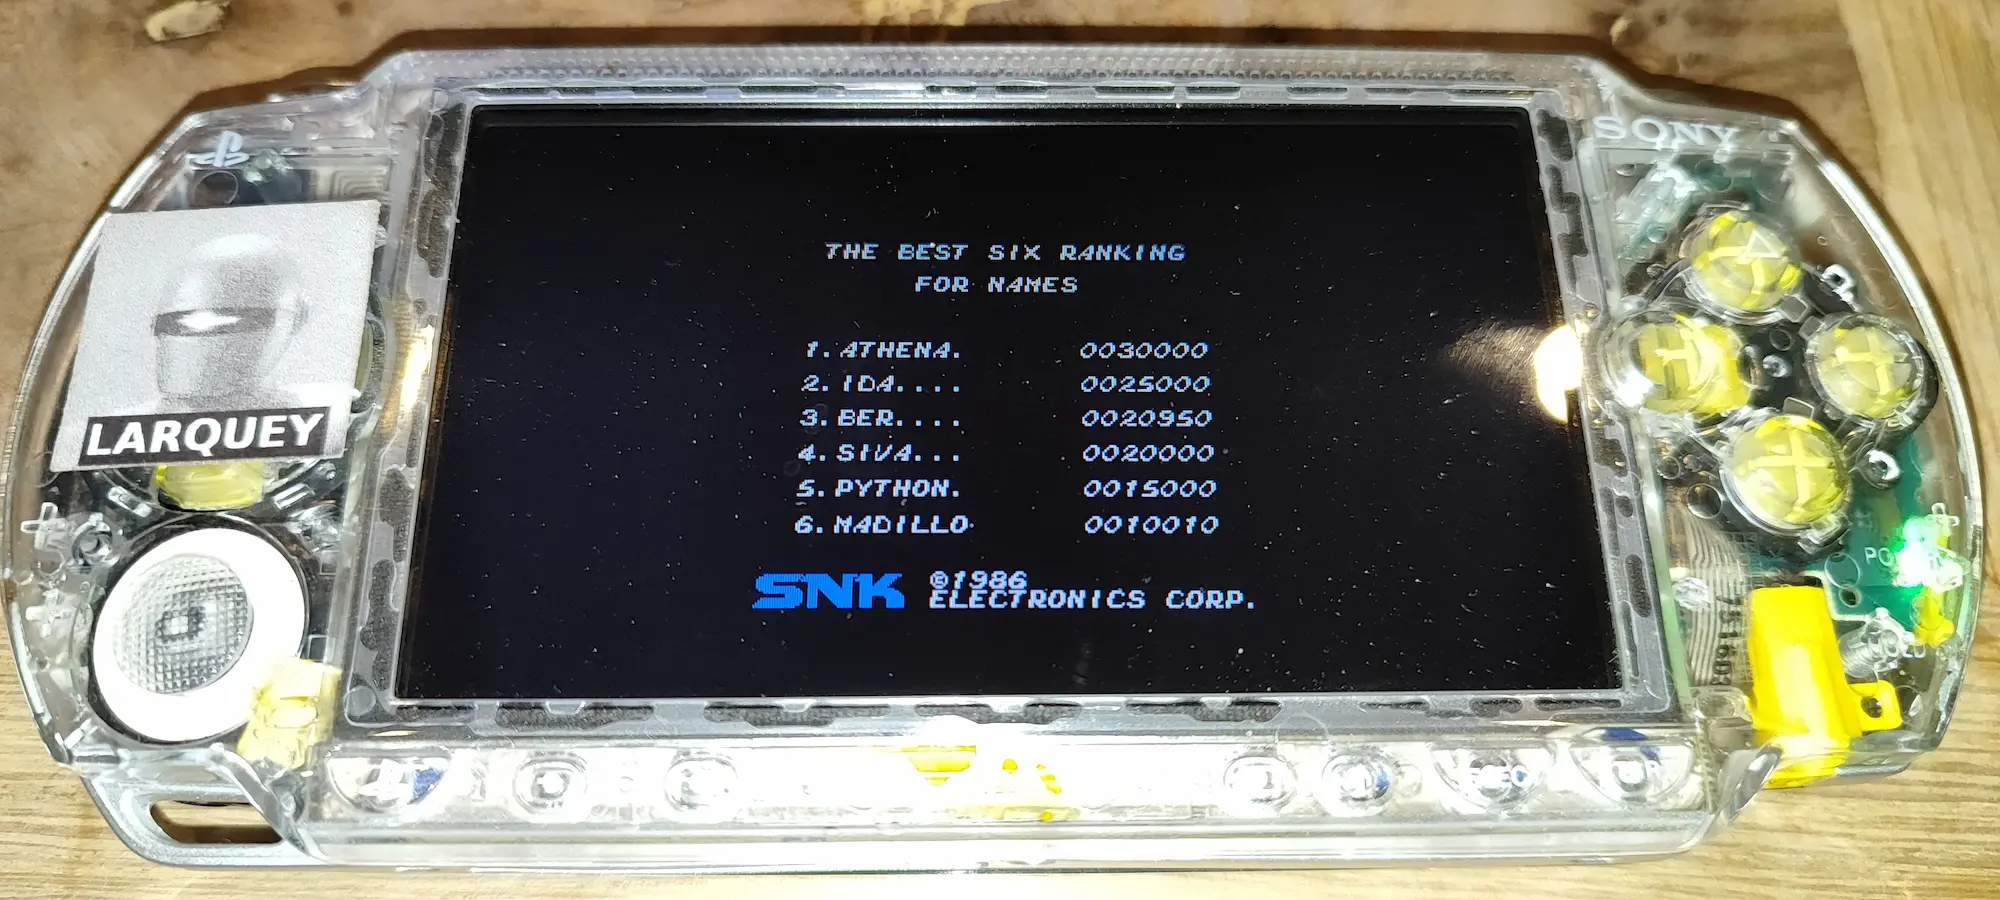 SONY
LARQUEY
THE BEST SIX RANKING
FOR NAMES
1. ATHENA. 0030000
2. IDA.... 0025000
3. BER.... 0020950
4. SIVA... 0020000
5. PYTHON. 0015000
6. MADILLO 0010010
SNK ©1986
ELECTRONICS CORP.